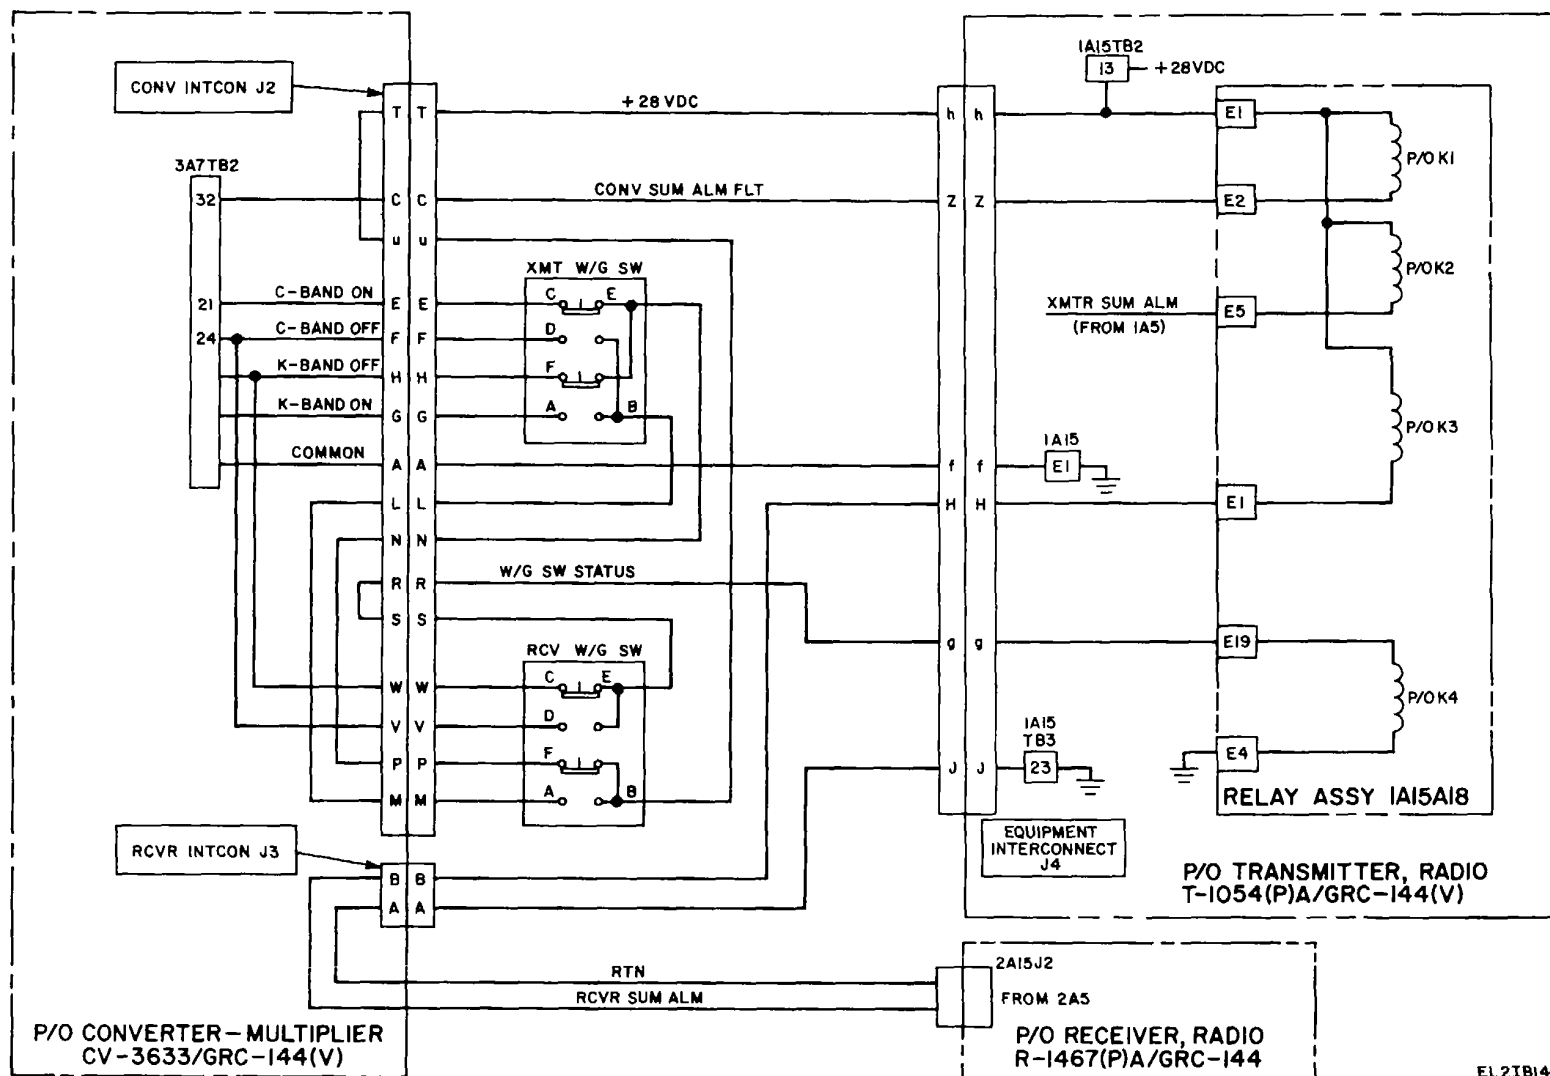 CONV INTCON J2
3A7TB2
32
21
24
C-BAND ON
C-BAND OFF
K-BAND OFF
K-BAND ON
COMMON
T T
C C
u u
E E
F F
H H
G G
A A
L L
N N
R R
S S
W W
V V
P P
M M
RCVR INTCON J3
B B
A A
P/O CONVERTER-MULTIPLIER
CV-3633/GRC-144(V)
+28 VDC
CONV SUM ALM FLT
XMT W/G SW
C E
D
F
A B
W/G SW STATUS
RCV W/G SW
C E
D
F
A B
RTN
RCVR SUM ALM
h h
Z Z
f f
H H
g g
J J
1A15TB2
13
+28VDC
E1
P/O K1
E2
P/O K2
XMTR SUM ALM
(FROM 1A5)
E5
P/O K3
1A15
E1
E1
E19
P/O K4
1A15
TB3
23
E4
RELAY ASSY 1A15A18
EQUIPMENT
INTERCONNECT
J4
P/O TRANSMITTER, RADIO
T-1054(P)A/GRC-144(V)
2A15J2
FROM 2A5
P/O RECEIVER, RADIO
R-1467(P)A/GRC-144